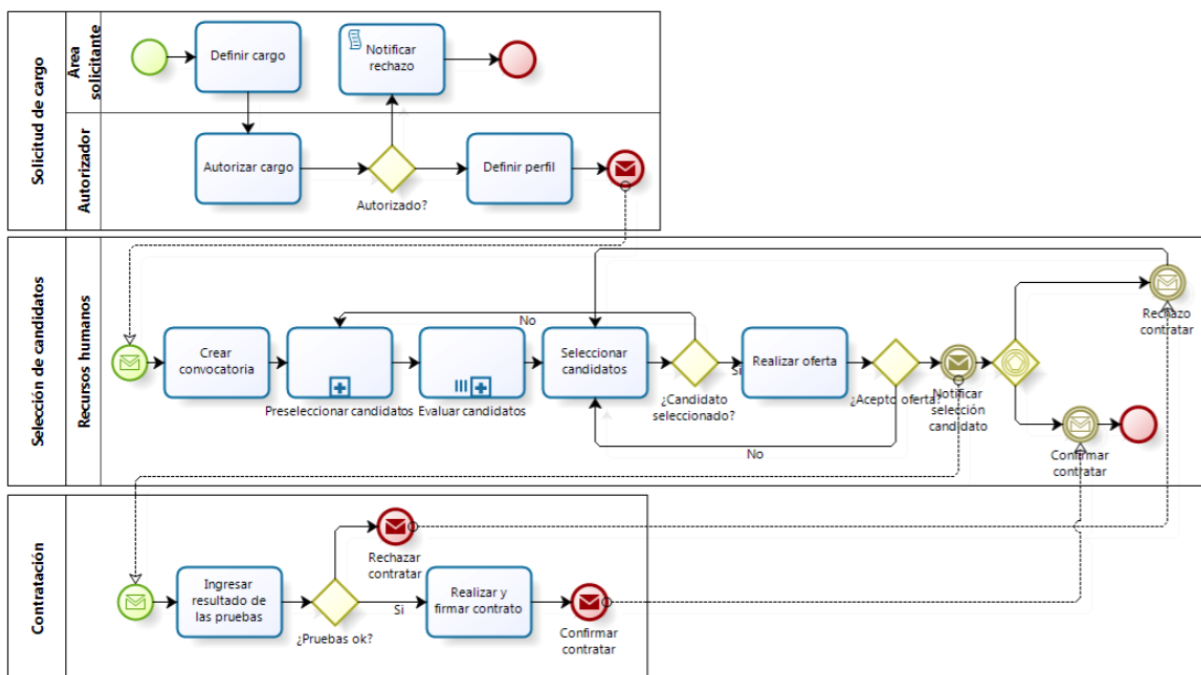 Solicitud de cargo
Área
solicitante
Definir cargo
Notificar
rechazo
Autorizador
Autorizar cargo
Autorizado?
Definir perfil
Selección de candidatos
Recursos humanos
Crear
convocatoria
Preseleccionar candidatos
Evaluar candidatos
Seleccionar
candidatos
No
¿Candidato
seleccionado?
Si
Realizar oferta
¿Acepto oferta?
No
Notificar
selección
candidato
Rechazo
contratar
Confirmar
contratar
Contratación
Ingresar
resultado de
las pruebas
¿Pruebas ok?
Rechazar
contratar
Si
Realizar y
firmar contrato
Confirmar
contratar